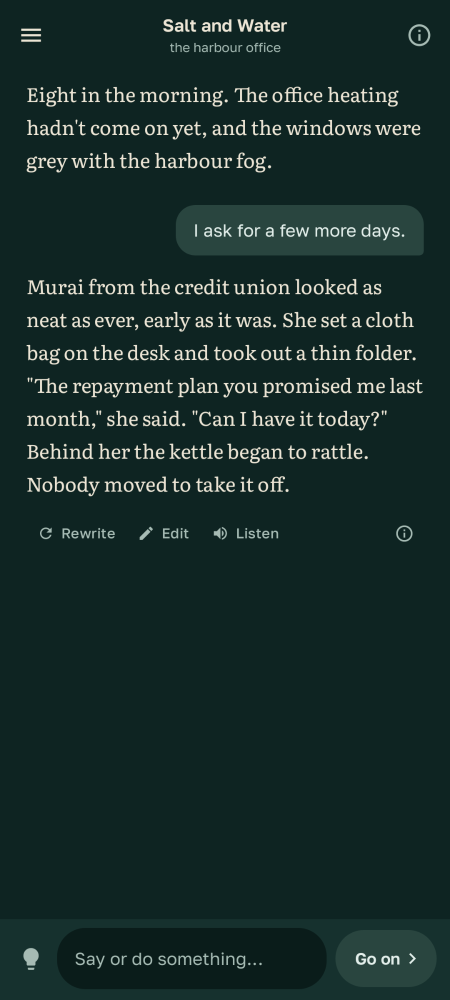 Salt and Water
the harbour office
Eight in the morning. The office heating
hadn't come on yet, and the windows were
grey with the harbour fog.
I ask for a few more days.
Murai from the credit union looked as
neat as ever, early as it was. She set a cloth
bag on the desk and took out a thin folder.
"The repayment plan you promised me last
month," she said. "Can I have it today?"
Behind her the kettle began to rattle.
Nobody moved to take it off.
Rewrite Edit Listen
Say or do something...
Go on